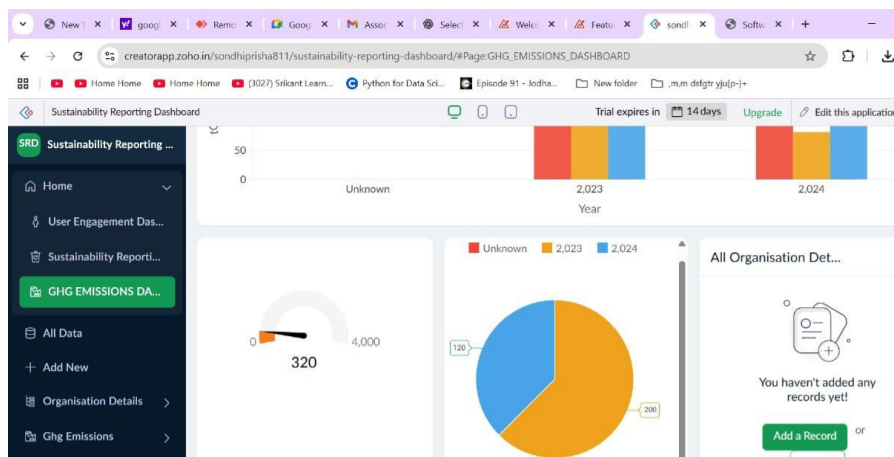 New T
googl
Remo
Goog
Assoc
Select
Welco
Featu
sondl
Softw
creatorapp.zoho.in/sondhiprisha811/sustainability-reporting-dashboard/#Page:GHG_EMISSIONS_DASHBOARD
Home Home
Home Home
(3027) Srikant Learn...
Python for Data Sci...
Episode 91 - Jodha...
New folder
,m,m dsfgtr yju[p-]+
Sustainability Reporting Dashboard
Trial expires in 14 days
Upgrade
Edit this application
SRD Sustainability Reporting ...
Home
User Engagement Das...
Sustainability Reporti...
GHG EMISSIONS DA...
All Data
Add New
Organisation Details
Ghg Emissions
50
0
Unknown
2,023
2,024
Year
0
4,000
320
Unknown
2,023
2,024
120
200
All Organisation Det...
You haven't added any
records yet!
Add a Record
or